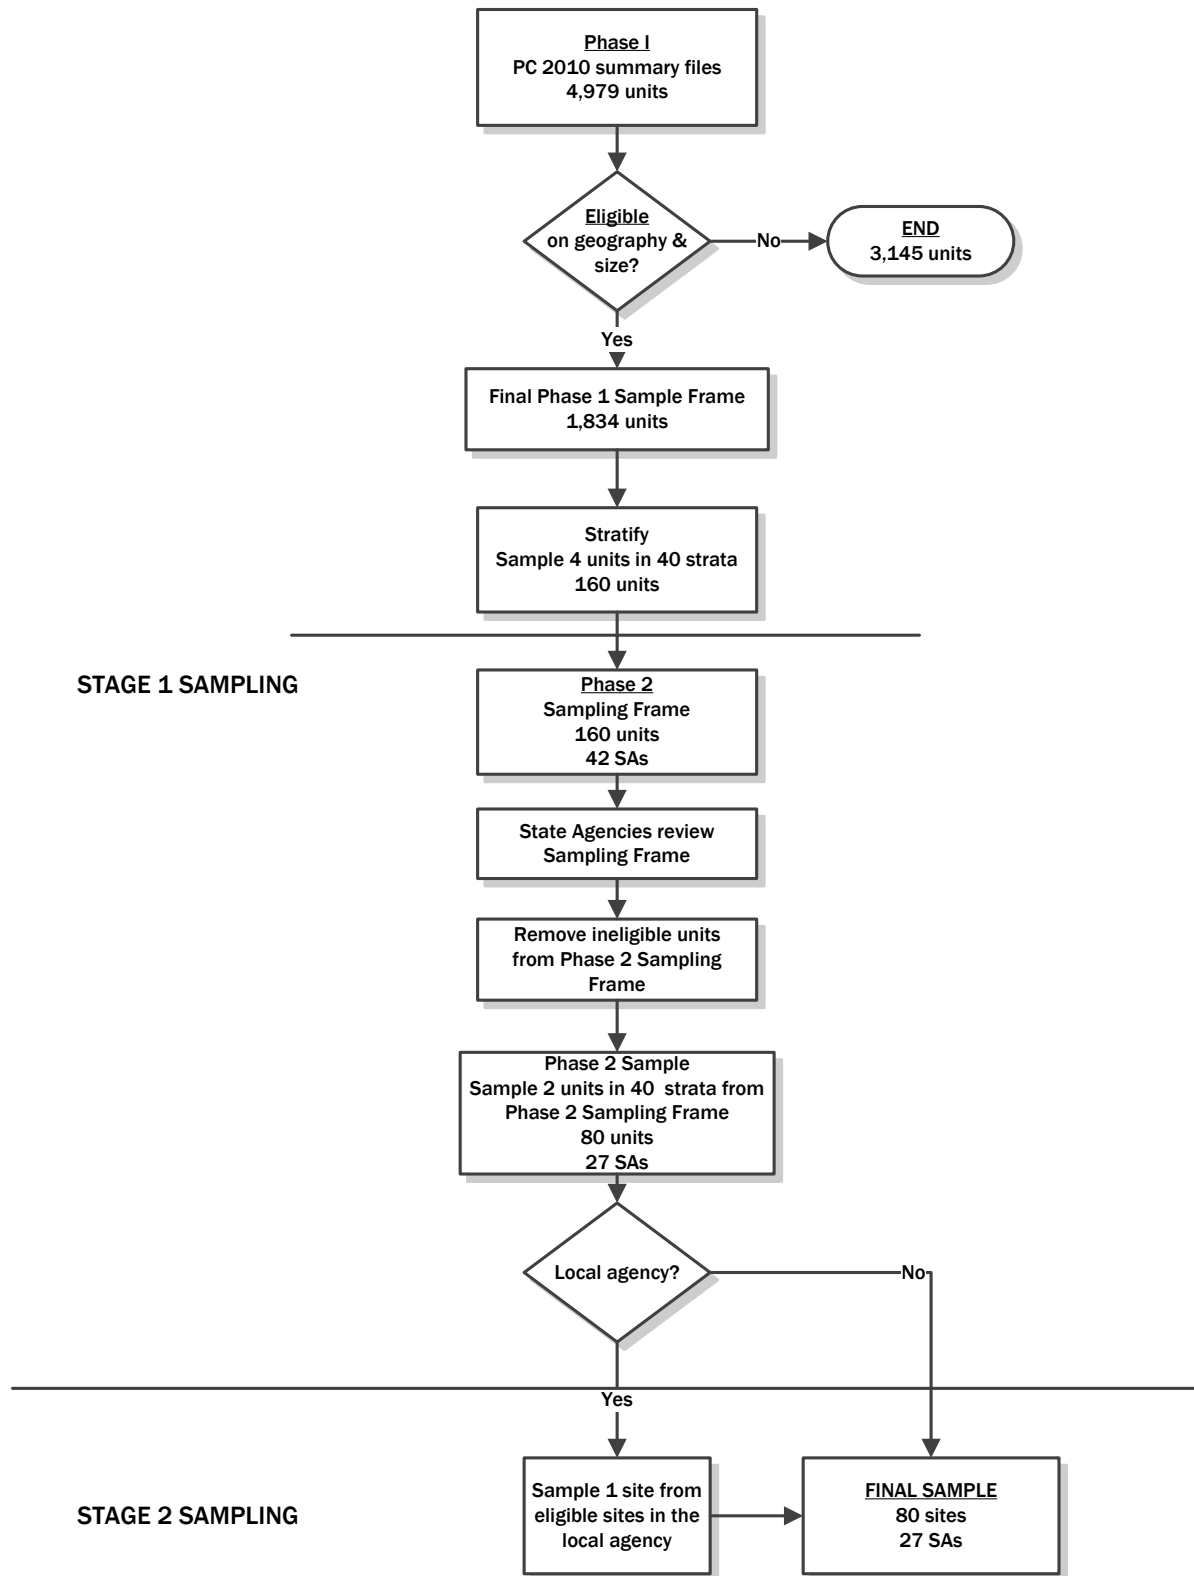 Phase I
PC 2010 summary files
4,979 units
Eligible
on geography &
size?
No
END
3,145 units
Yes
Final Phase 1 Sample Frame
1,834 units
Stratify
Sample 4 units in 40 strata
160 units
STAGE 1 SAMPLING
Phase 2
Sampling Frame
160 units
42 SAs
State Agencies review
Sampling Frame
Remove ineligible units
from Phase 2 Sampling
Frame
Phase 2 Sample
Sample 2 units in 40 strata from
Phase 2 Sampling Frame
80 units
27 SAs
Local agency?
No
Yes
STAGE 2 SAMPLING
Sample 1 site from
eligible sites in the
local agency
FINAL SAMPLE
80 sites
27 SAs